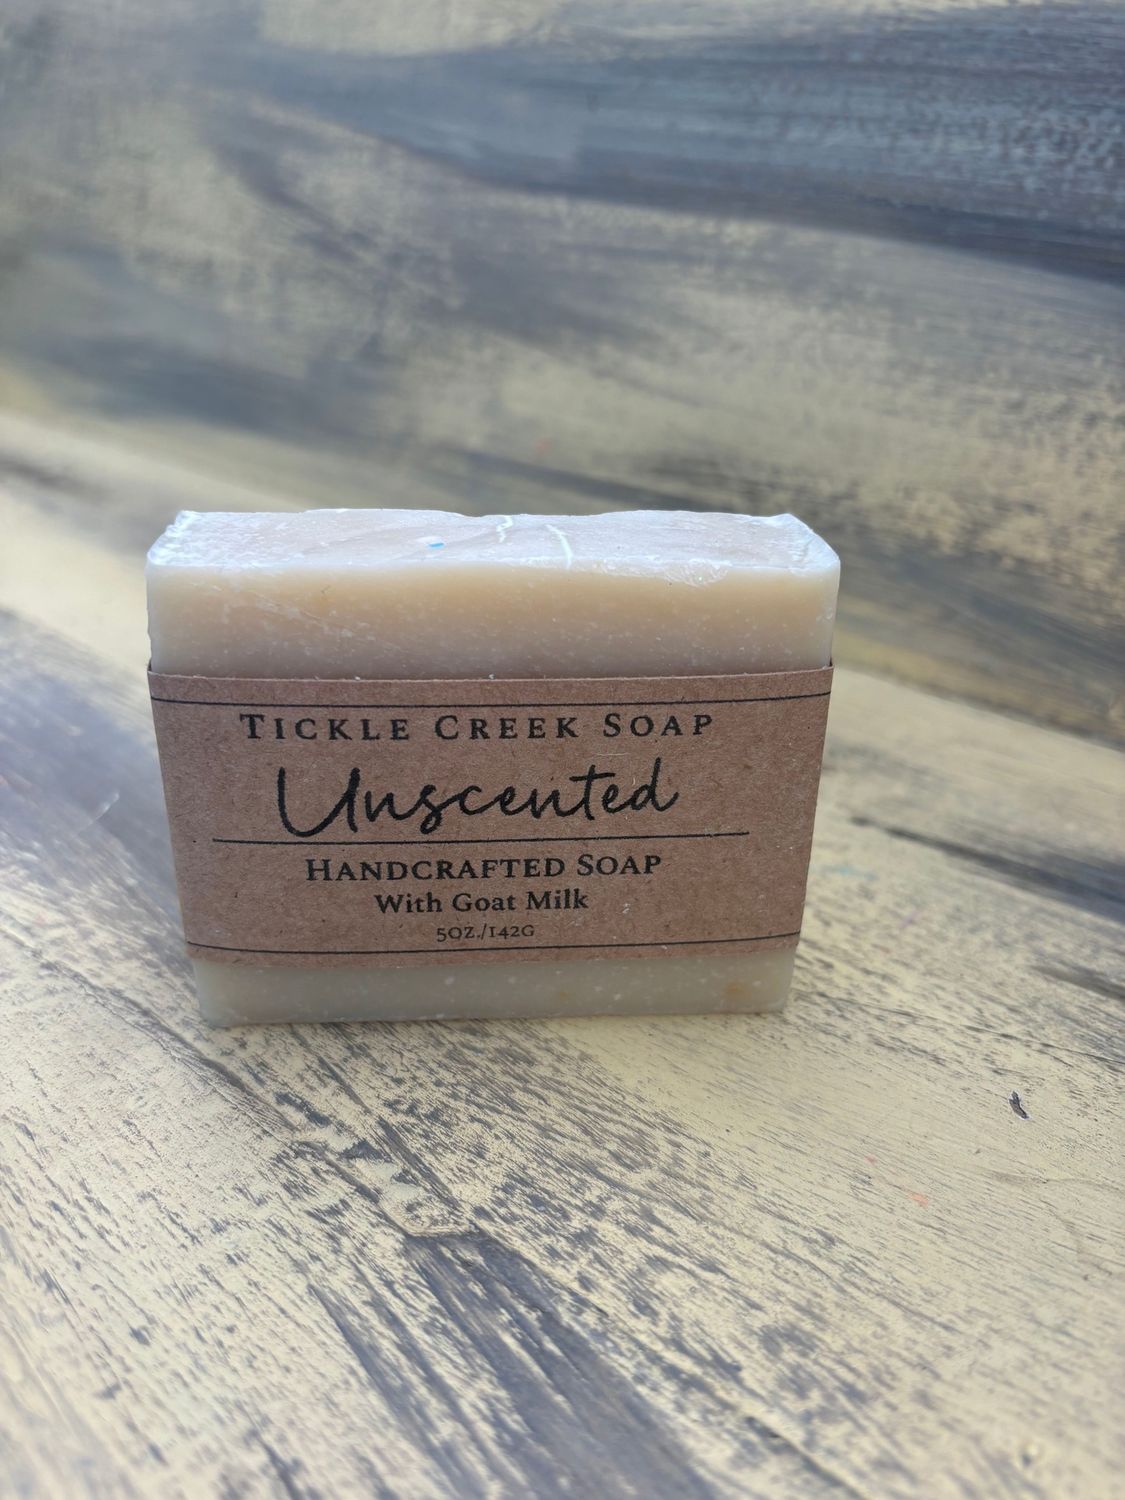 Tickle Creek Soap
Unscented
Handcrafted Soap
With Goat Milk
5oz./142g